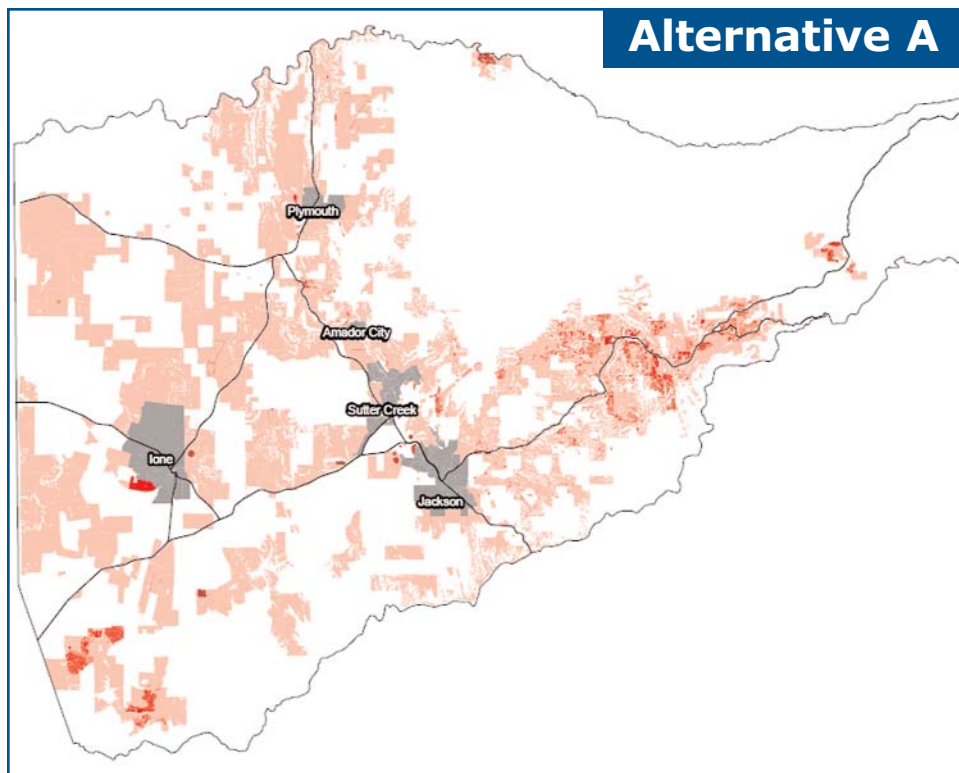 Alternative A
Plymouth
Amador City
Sutter Creek
Ione
Jackson